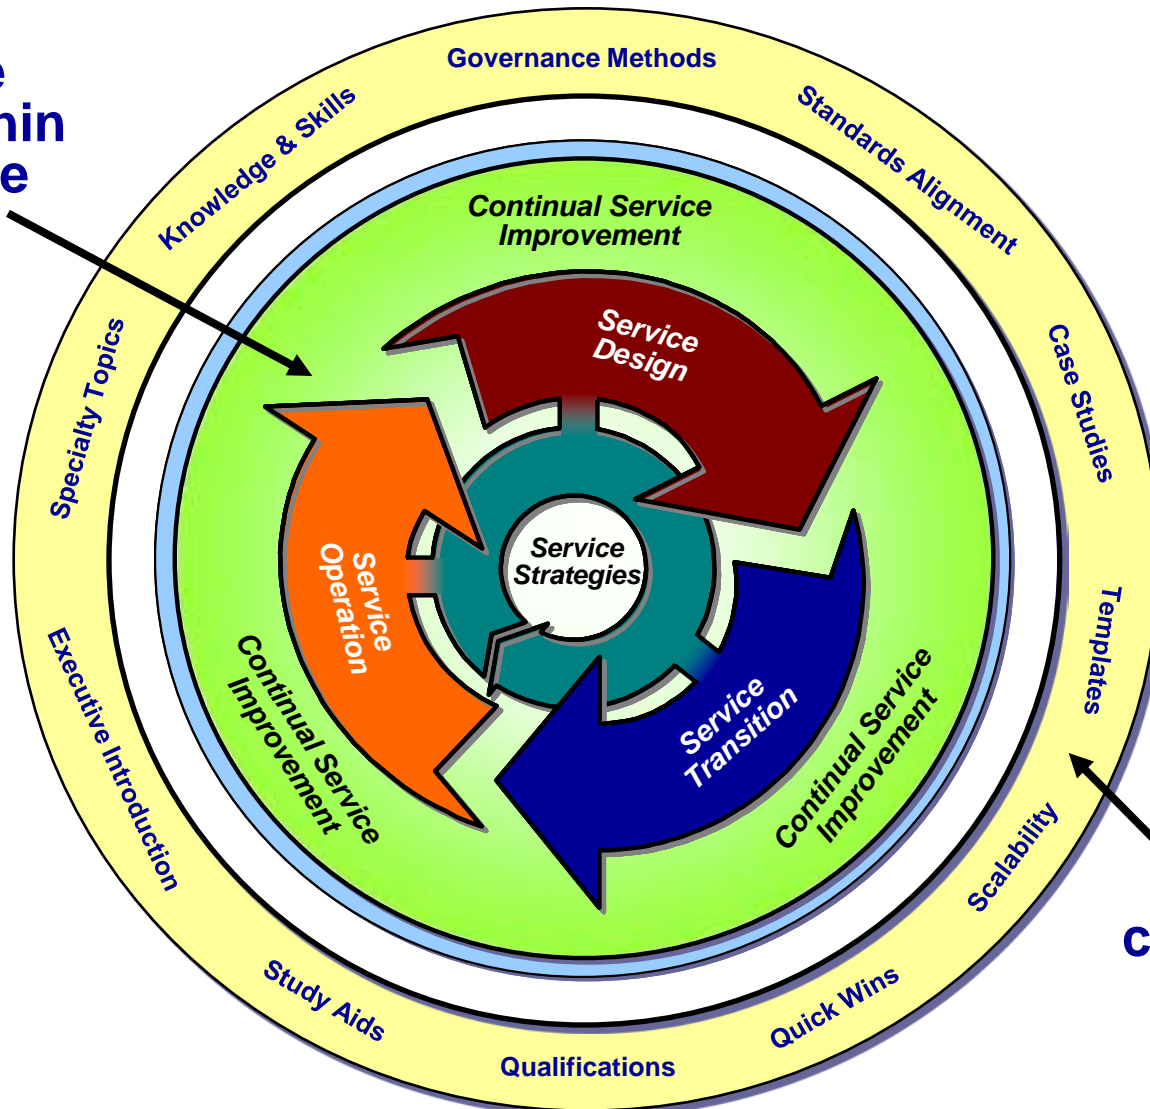 e
hin
e
Governance Methods
Knowledge & Skills
Standards Alignment
Specialty Topics
Case Studies
Executive Introduction
Templates
Study Aids
Scalability
Qualifications
Quick Wins
Continual Service
Improvement
Service
Design
Service
Strategies
Service
Operation
Service
Transition
Continual Service
Improvement
Continual Service
Improvement
c